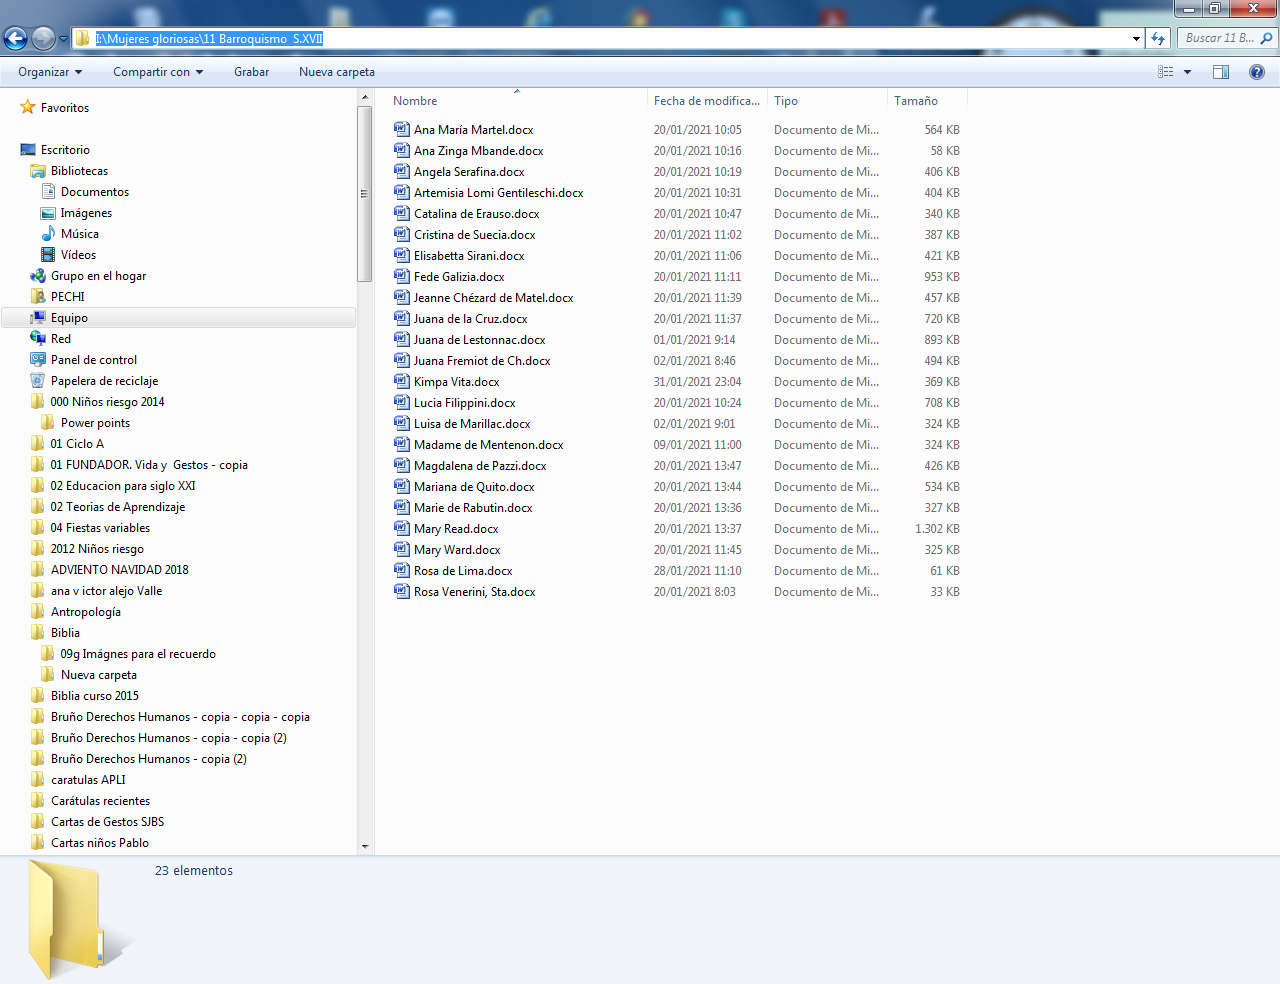 I:\Mujeres gloriosas\11 Barroquismo  S.XVII
Buscar 11 B...
Organizar Compartir con Grabar Nueva carpeta
Favoritos
Escritorio
Bibliotecas
Documentos
Imágenes
Música
Vídeos
Grupo en el hogar
PECHI
Equipo
Red
Panel de control
Papelera de reciclaje
000 Niños riesgo 2014
Power points
01 Ciclo A
01 FUNDADOR. Vida y  Gestos - copia
02 Educacion para siglo XXI
02 Teorias de Aprendizaje
04 Fiestas variables
2012 Niños riesgo
ADVIENTO NAVIDAD 2018
ana v ictor alejo Valle
Antropología
Biblia
09g Imágnes para el recuerdo
Nueva carpeta
Biblia curso 2015
Bruño Derechos Humanos - copia - copia - copia
Bruño Derechos Humanos - copia - copia (2)
Bruño Derechos Humanos - copia (2)
caratulas APLI
Carátulas recientes
Cartas de Gestos SJBS
Cartas niños Pablo
Nombre Fecha de modifica... Tipo Tamaño
Ana María Martel.docx 20/01/2021 10:05 Documento de Mi... 564 KB
Ana Zinga Mbande.docx 20/01/2021 10:16 Documento de Mi... 58 KB
Angela Serafina.docx 20/01/2021 10:19 Documento de Mi... 406 KB
Artemisia Lomi Gentileschi.docx 20/01/2021 10:31 Documento de Mi... 404 KB
Catalina de Erauso.docx 20/01/2021 10:47 Documento de Mi... 340 KB
Cristina de Suecia.docx 20/01/2021 11:02 Documento de Mi... 387 KB
Elisabetta Sirani.docx 20/01/2021 11:06 Documento de Mi... 421 KB
Fede Galizia.docx 20/01/2021 11:11 Documento de Mi... 953 KB
Jeanne Chézard de Matel.docx 20/01/2021 11:39 Documento de Mi... 457 KB
Juana de la Cruz.docx 20/01/2021 11:37 Documento de Mi... 720 KB
Juana de Lestonnac.docx 01/01/2021 9:14 Documento de Mi... 893 KB
Juana Fremiot de Ch.docx 02/01/2021 8:46 Documento de Mi... 494 KB
Kimpa Vita.docx 31/01/2021 23:04 Documento de Mi... 369 KB
Lucia Filippini.docx 20/01/2021 10:24 Documento de Mi... 708 KB
Luisa de Marillac.docx 02/01/2021 9:01 Documento de Mi... 324 KB
Madame de Mentenon.docx 09/01/2021 11:00 Documento de Mi... 324 KB
Magdalena de Pazzi.docx 20/01/2021 13:47 Documento de Mi... 426 KB
Mariana de Quito.docx 20/01/2021 13:44 Documento de Mi... 534 KB
Marie de Rabutin.docx 20/01/2021 13:36 Documento de Mi... 327 KB
Mary Read.docx 20/01/2021 13:37 Documento de Mi... 1.302 KB
Mary Ward.docx 20/01/2021 11:45 Documento de Mi... 325 KB
Rosa de Lima.docx 28/01/2021 11:10 Documento de Mi... 61 KB
Rosa Venerini, Sta.docx 20/01/2021 8:03 Documento de Mi... 33 KB
23 elementos